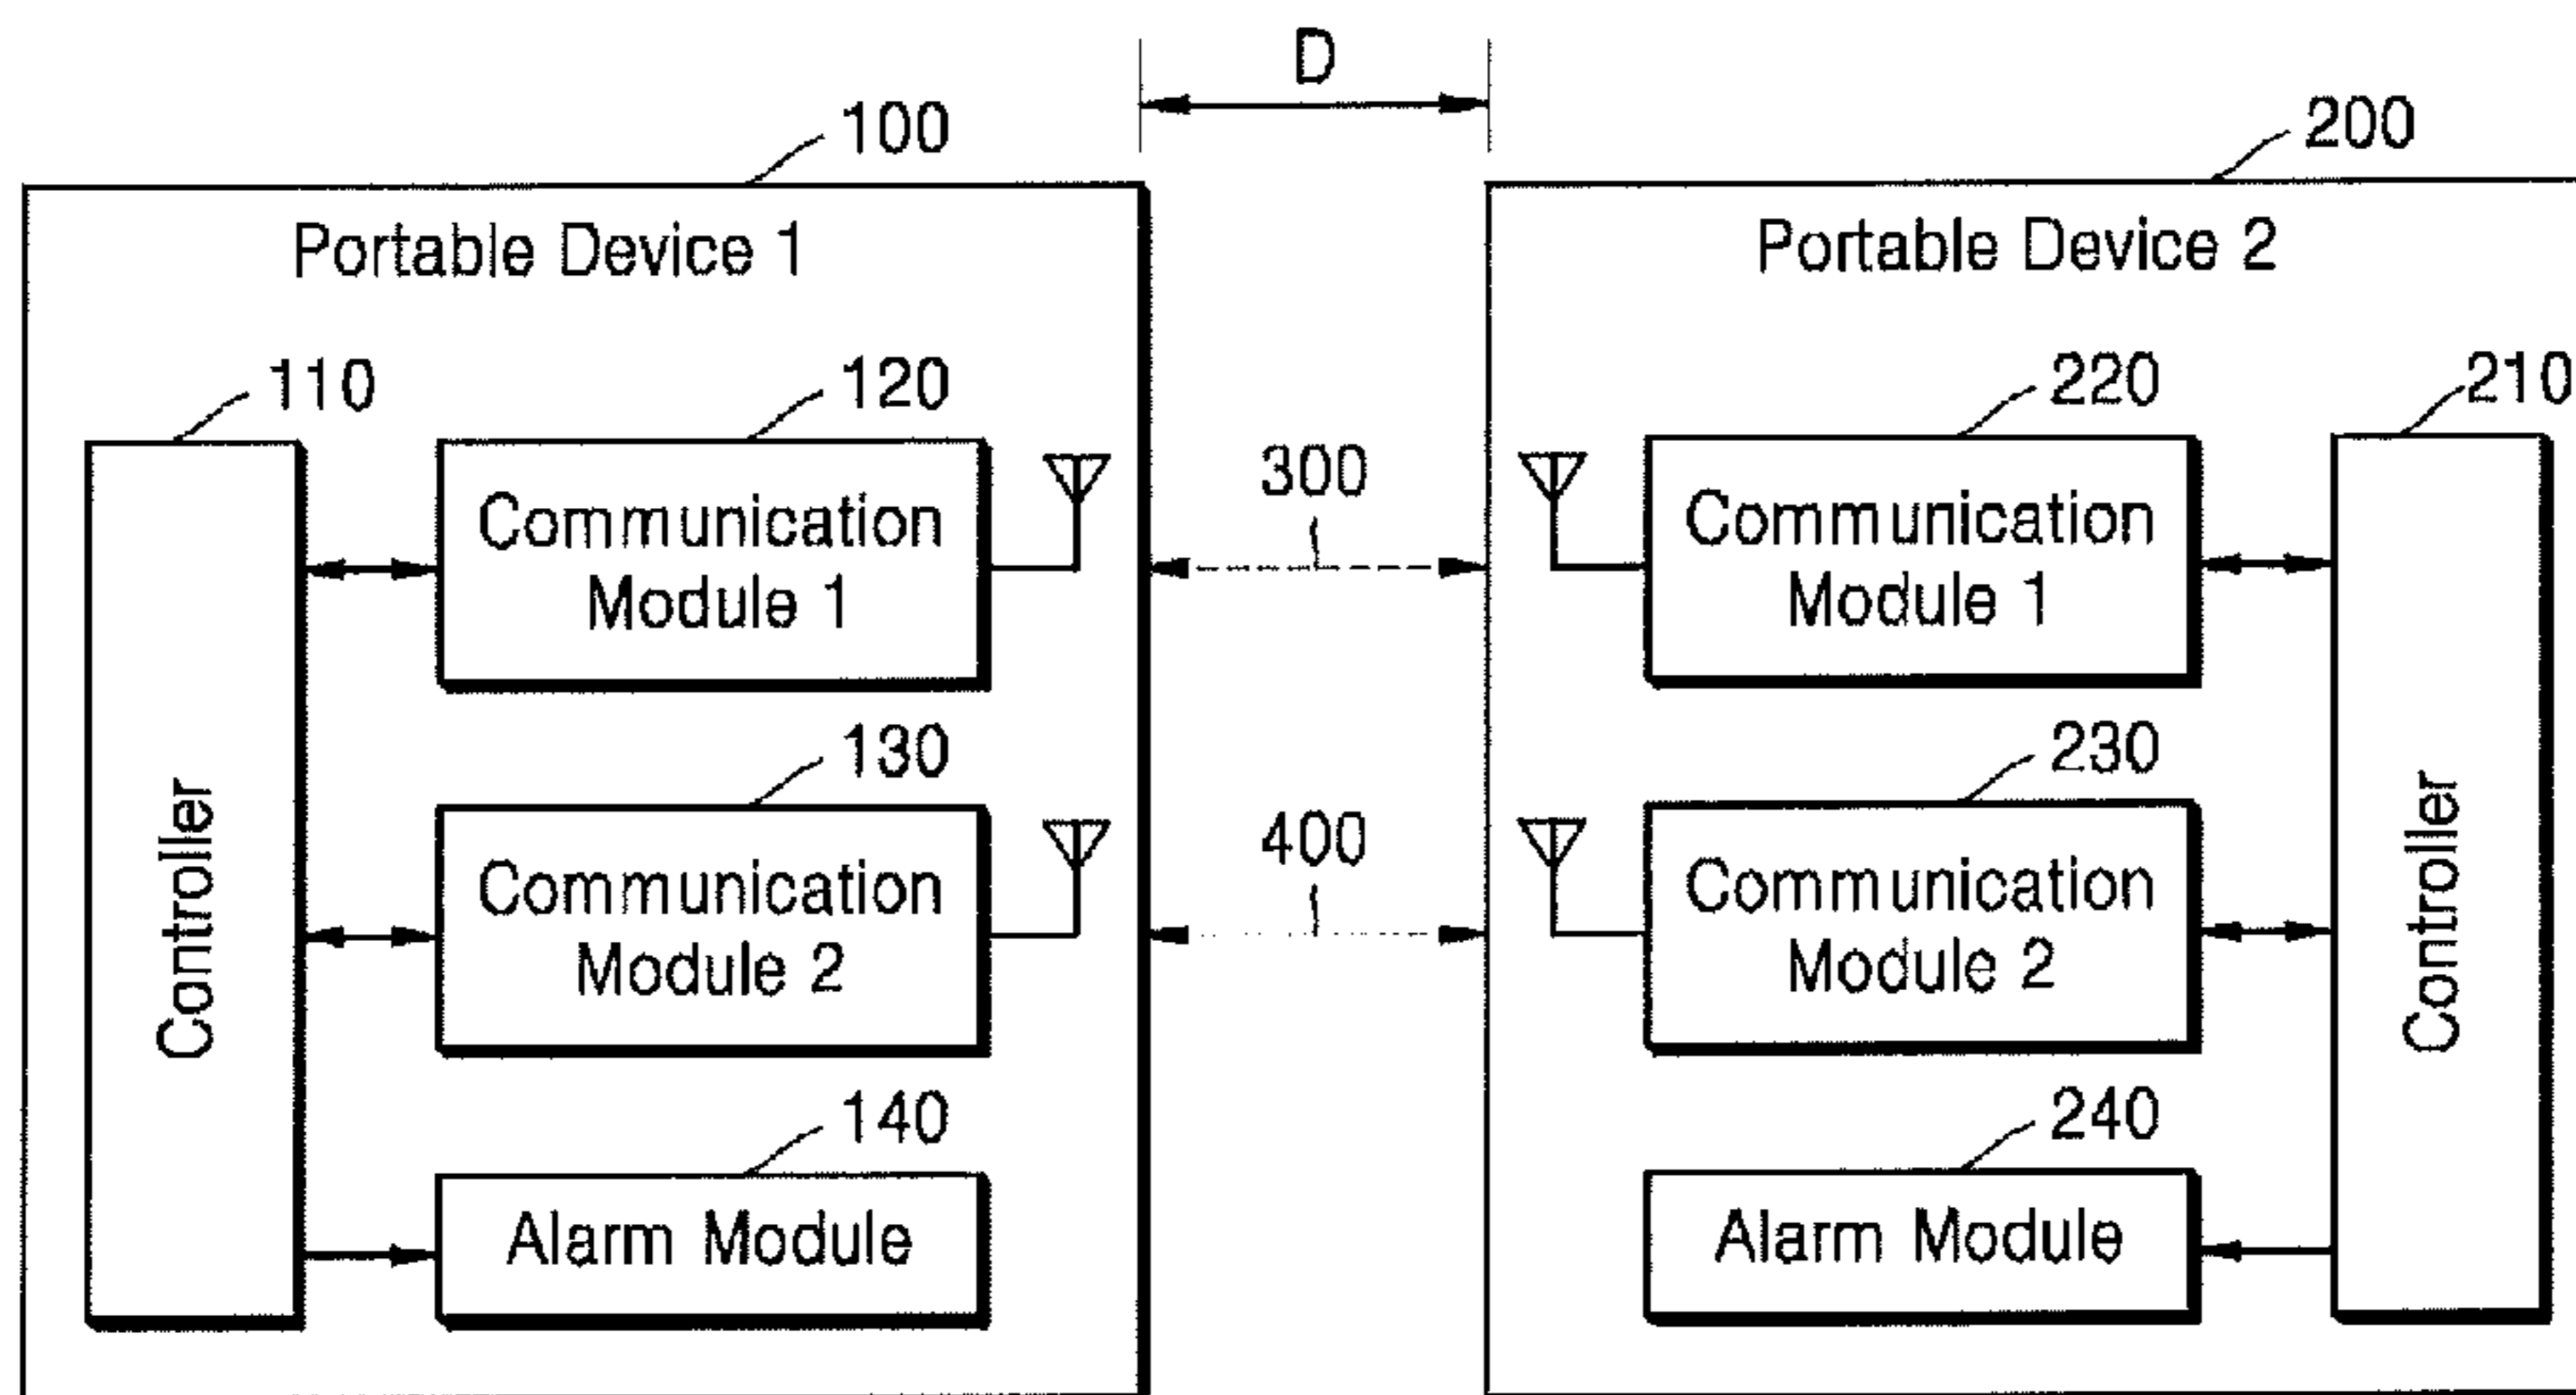 D
100
200
Portable Device 1
Portable Device 2
110
120
220
210
Communication
Module 1
300
Communication
Module 1
130
230
Controller
Communication
Module 2
400
Communication
Module 2
Controller
140
240
Alarm Module
Alarm Module